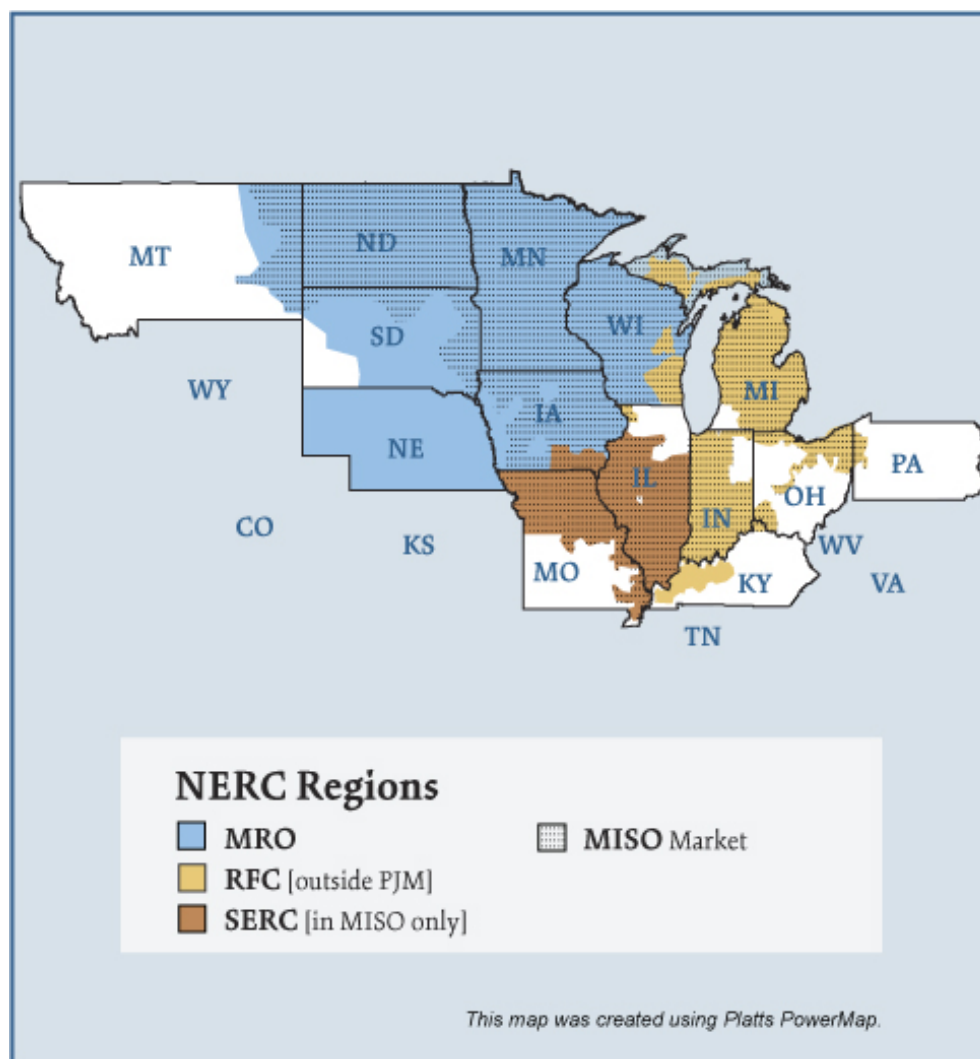 MT
ND
MN
SD
WI
WY
MI
IA
NE
PA
IL
OH
IN
CO
KS
WV
MO
KY
VA
TN
NERC Regions
MRO
MISO Market
RFC [outside PJM]
SERC [in MISO only]
This map was created using Platts PowerMap.